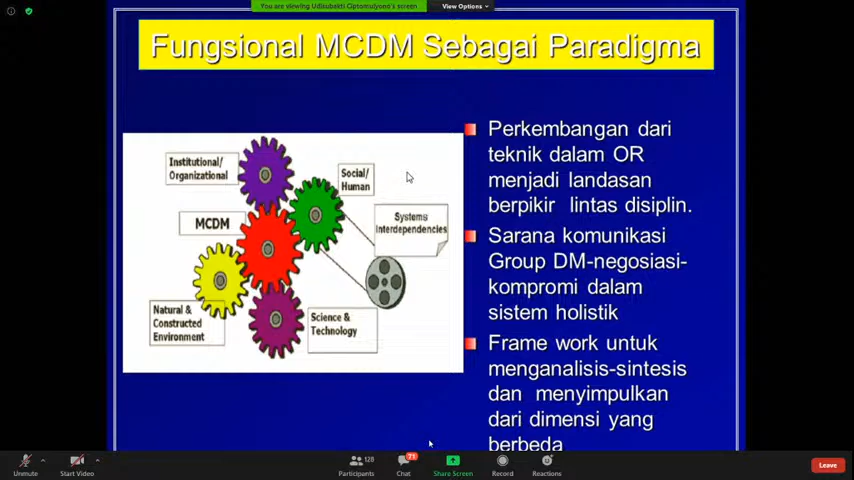 You are viewing Udisubakti Ciptomulyono's screen
View Options
Fungsional MCDM Sebagai Paradigma
Institutional/
Organizational
Social/
Human
MCDM
Systems
Interdependencies
Natural &
Constructed
Environment
Science &
Technology
Perkembangan dari
teknik dalam OR
menjadi landasan
berpikir lintas disiplin.
Sarana komunikasi
Group DM-negosiasi-
kompromi dalam
sistem holistik
Frame work untuk
menganalisis-sintesis
dan menyimpulkan
dari dimensi yang
berbeda
Unmute
Start Video
128
Participants
71
Chat
Share Screen
Record
Reactions
Leave